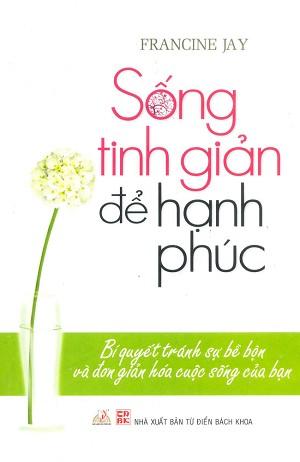 FRANCINE JAY
Sống
tinh giản
để hạnh
phúc
Bí quyết tránh sự bề bộn
và đơn giản hóa cuộc sống của bạn
NHÀ XUẤT BẢN TỪ ĐIỂN BÁCH KHOA